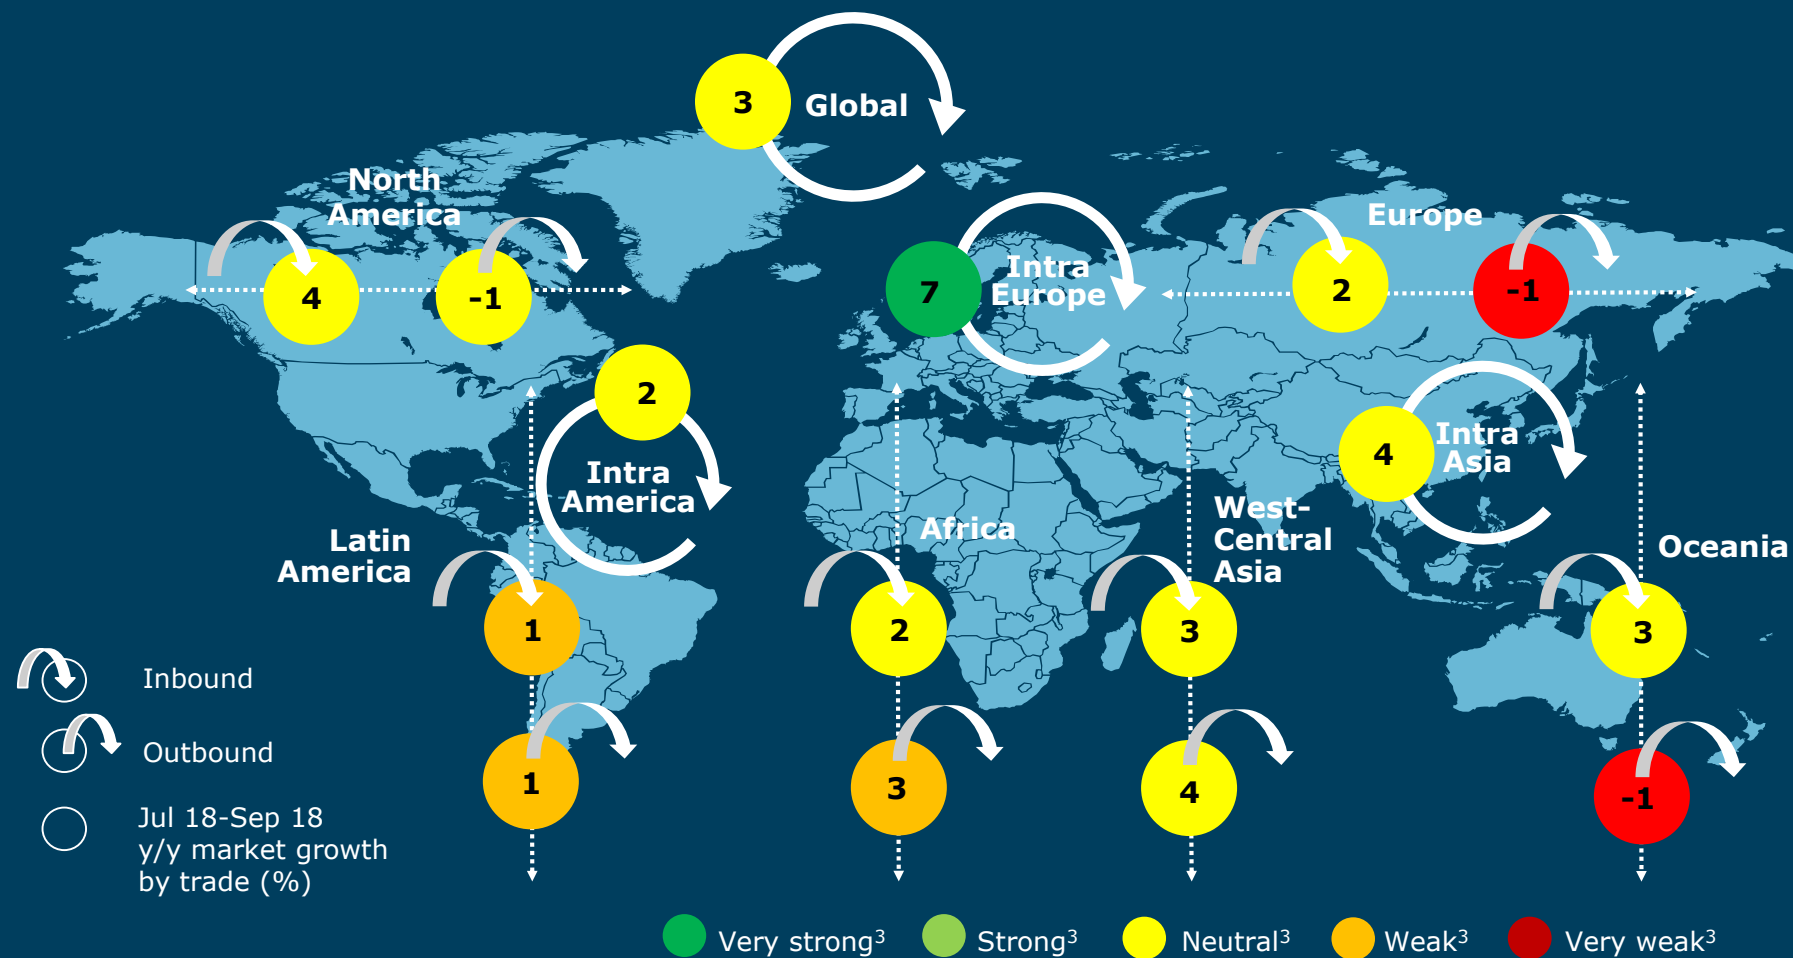 3
Global
North
America
4
-1
7
Intra
Europe
Europe
2
-1
2
Intra
America
4
Intra
Asia
Latin
America
1
1
Africa
2
3
West-
Central
Asia
3
4
Oceania
3
-1
Inbound
Outbound
Jul 18-Sep 18
y/y market growth
by trade (%)
Very strong³
Strong³
Neutral³
Weak³
Very weak³